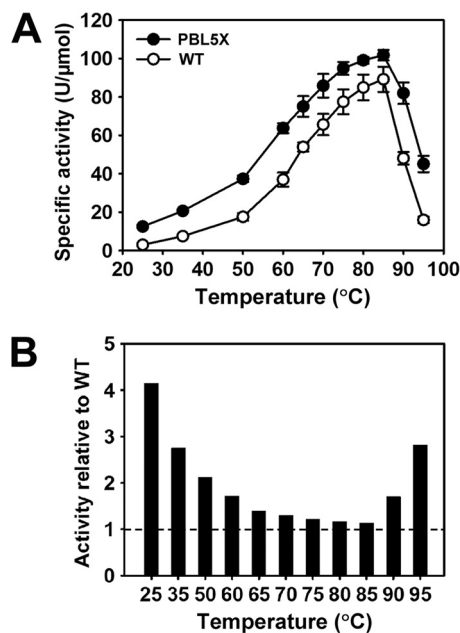 A
120
100
80
60
40
20
0
Specific activity (U/μmol)
PBL5X
WT
20 30 40 50 60 70 80 90 100
Temperature (°C)
B
5
4
3
2
1
0
Activity relative to WT
25 35 50 60 65 70 75 80 85 90 95
Temperature (°C)